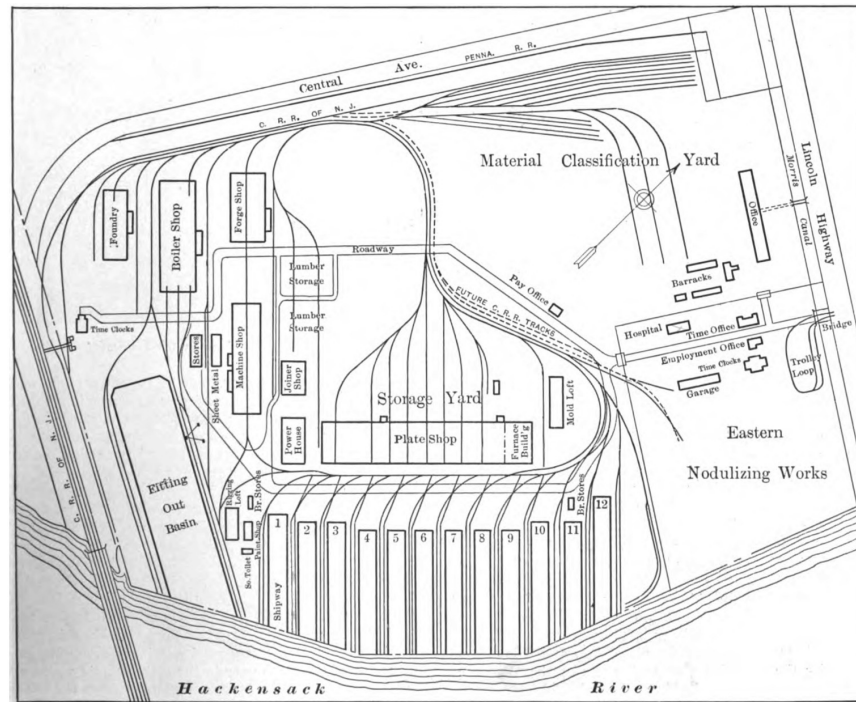 Central Ave.
PENNA. R. R.
C. R. R. OF N. J.
Material Classification Yard
Lincoln Highway
Morris Canal
Office
Foundry
Boiler Shop
Forge Shop
Roadway
Lumber
Storage
Lumber
Storage
Pay Office
Barracks
FUTURE C. R. R. TRACKS
Time Clocks
Stores
Sheet Metal
Machine Shop
Joiner
Shop
Hospital
Time Office
Bridge
Employment Office
Time Clocks
Trolley
Loop
Garage
Storage Yard
Mold Loft
Power
House
Plate Shop
Furnace
Build'g
Eastern
Nodulizing Works
Fitting
Out
Basin
C. R. R. OF N. J.
Rigging
Loft
Br. Stores
Paint Shop
So. Toilet
Br. Stores
1
2
3
4
5
6
7
8
9
10
11
12
Shipway
Hackensack River